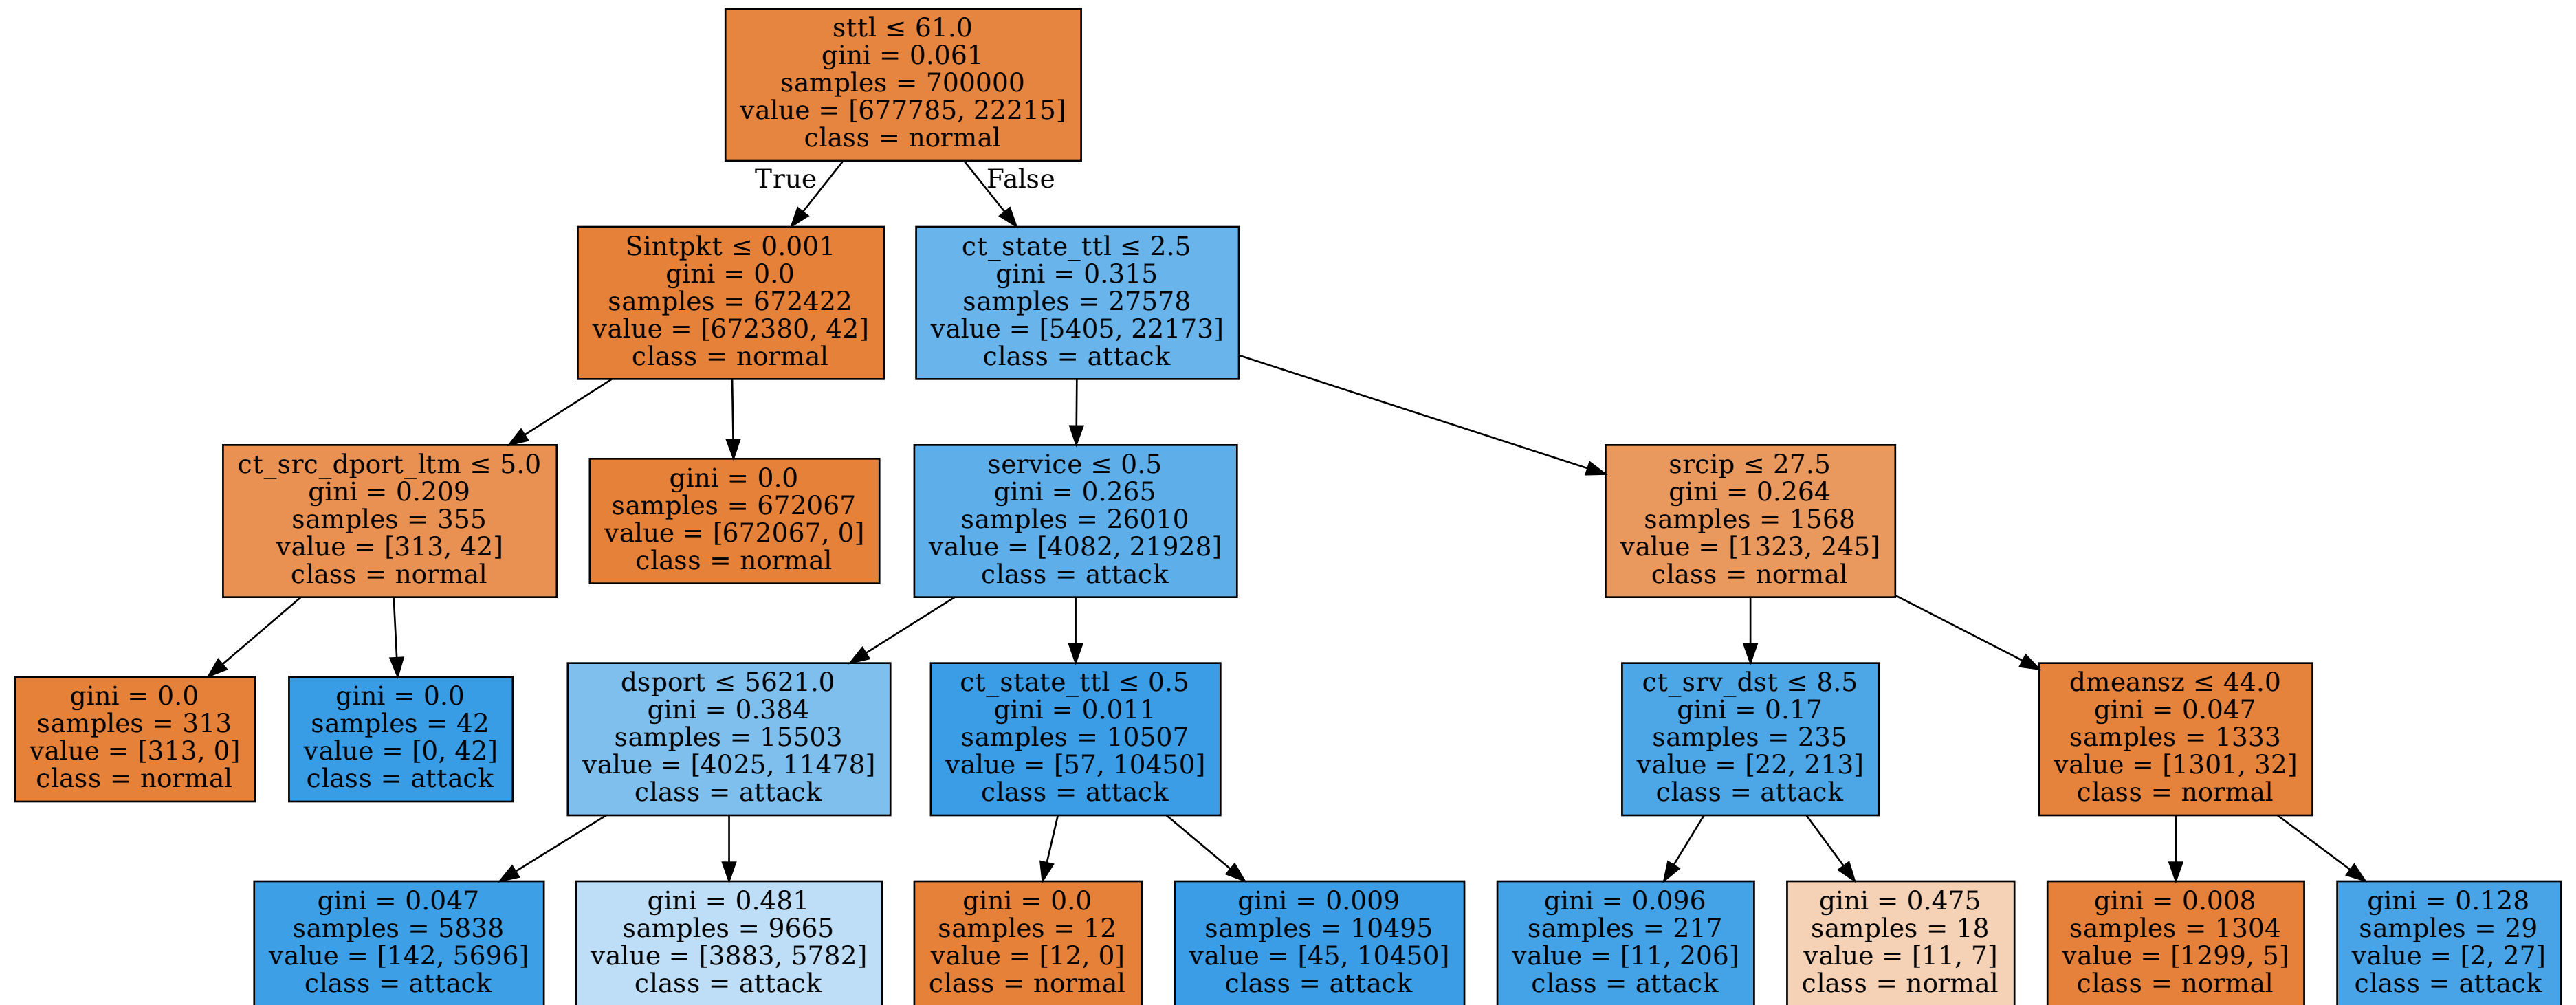 sttl ≤ 61.0
gini = 0.061
samples = 700000
value = [677785, 22215]
class = normal
True
False
Sintpkt ≤ 0.001
gini = 0.0
samples = 672422
value = [672380, 42]
class = normal
ct_state_ttl ≤ 2.5
gini = 0.315
samples = 27578
value = [5405, 22173]
class = attack
ct_src_dport_ltm ≤ 5.0
gini = 0.209
samples = 355
value = [313, 42]
class = normal
gini = 0.0
samples = 672067
value = [672067, 0]
class = normal
service ≤ 0.5
gini = 0.265
samples = 26010
value = [4082, 21928]
class = attack
srcip ≤ 27.5
gini = 0.264
samples = 1568
value = [1323, 245]
class = normal
gini = 0.0
samples = 313
value = [313, 0]
class = normal
gini = 0.0
samples = 42
value = [0, 42]
class = attack
dsport ≤ 5621.0
gini = 0.384
samples = 15503
value = [4025, 11478]
class = attack
ct_state_ttl ≤ 0.5
gini = 0.011
samples = 10507
value = [57, 10450]
class = attack
ct_srv_dst ≤ 8.5
gini = 0.17
samples = 235
value = [22, 213]
class = attack
dmeansz ≤ 44.0
gini = 0.047
samples = 1333
value = [1301, 32]
class = normal
gini = 0.047
samples = 5838
value = [142, 5696]
class = attack
gini = 0.481
samples = 9665
value = [3883, 5782]
class = attack
gini = 0.0
samples = 12
value = [12, 0]
class = normal
gini = 0.009
samples = 10495
value = [45, 10450]
class = attack
gini = 0.096
samples = 217
value = [11, 206]
class = attack
gini = 0.475
samples = 18
value = [11, 7]
class = normal
gini = 0.008
samples = 1304
value = [1299, 5]
class = normal
gini = 0.128
samples = 29
value = [2, 27]
class = attack